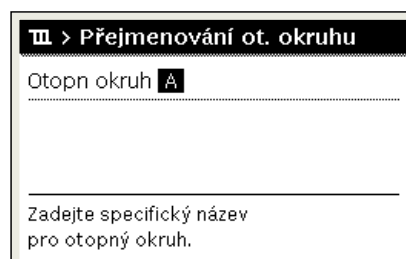 > Přejmenování ot. okruhu
Otopn okruh A
Zadejte specifický název
pro otopný okruh.